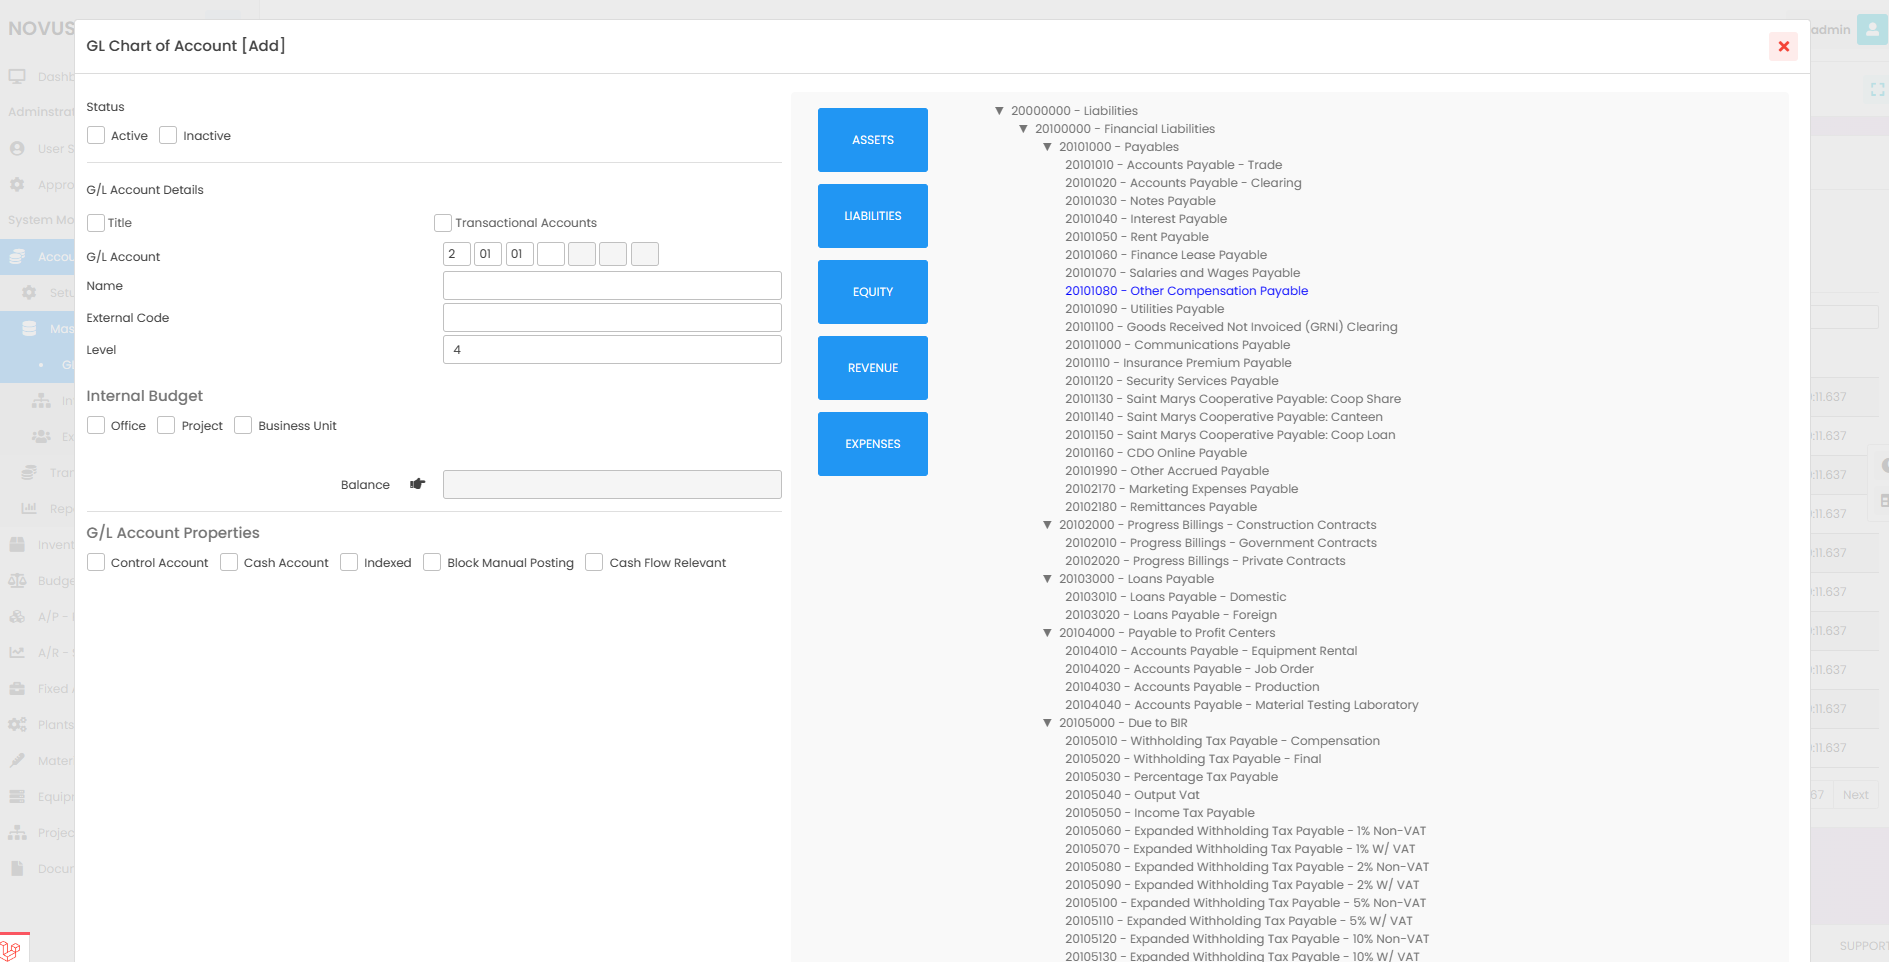 NOVUS
admin
GL Chart of Account [Add]
Status
Active Inactive
G/L Account Details
Title Transactional Accounts
G/L Account 2 01 01
Name
External Code
Level 4
Internal Budget
Office Project Business Unit
Balance
G/L Account Properties
Control Account Cash Account Indexed Block Manual Posting Cash Flow Relevant
ASSETS
LIABILITIES
EQUITY
REVENUE
EXPENSES
20000000 - Liabilities
20100000 - Financial Liabilities
20101000 - Payables
20101010 - Accounts Payable - Trade
20101020 - Accounts Payable - Clearing
20101030 - Notes Payable
20101040 - Interest Payable
20101050 - Rent Payable
20101060 - Finance Lease Payable
20101070 - Salaries and Wages Payable
20101080 - Other Compensation Payable
20101090 - Utilities Payable
20101100 - Goods Received Not Invoiced (GRNI) Clearing
201011000 - Communications Payable
20101110 - Insurance Premium Payable
20101120 - Security Services Payable
20101130 - Saint Marys Cooperative Payable: Coop Share
20101140 - Saint Marys Cooperative Payable: Canteen
20101150 - Saint Marys Cooperative Payable: Coop Loan
20101160 - CDO Online Payable
20101990 - Other Accrued Payable
20102170 - Marketing Expenses Payable
20102180 - Remittances Payable
20102000 - Progress Billings - Construction Contracts
20102010 - Progress Billings - Government Contracts
20102020 - Progress Billings - Private Contracts
20103000 - Loans Payable
20103010 - Loans Payable - Domestic
20103020 - Loans Payable - Foreign
20104000 - Payable to Profit Centers
20104010 - Accounts Payable - Equipment Rental
20104020 - Accounts Payable - Job Order
20104030 - Accounts Payable - Production
20104040 - Accounts Payable - Material Testing Laboratory
20105000 - Due to BIR
20105010 - Withholding Tax Payable - Compensation
20105020 - Withholding Tax Payable - Final
20105030 - Percentage Tax Payable
20105040 - Output Vat
20105050 - Income Tax Payable
20105060 - Expanded Withholding Tax Payable - 1% Non-VAT
20105070 - Expanded Withholding Tax Payable - 1% W/ VAT
20105080 - Expanded Withholding Tax Payable - 2% Non-VAT
20105090 - Expanded Withholding Tax Payable - 2% W/ VAT
20105100 - Expanded Withholding Tax Payable - 5% Non-VAT
20105110 - Expanded Withholding Tax Payable - 5% W/ VAT
20105120 - Expanded Withholding Tax Payable - 10% Non-VAT
20105130 - Expanded Withholding Tax Payable - 10% W/ VAT
Dashb
Adminstrat
User S
Appro
System Mo
Accou
Setu
Mas
GL
In
Ex
Tran
Repo
Invent
Budge
A/P -
A/R -
Fixed
Plants
Mater
Equip
Projec
Docun
:11.637
:11.637
:11.637
:11.637
:11.637
:11.637
:11.637
:11.637
:11.637
:11.637
67 Next
SUPPORT